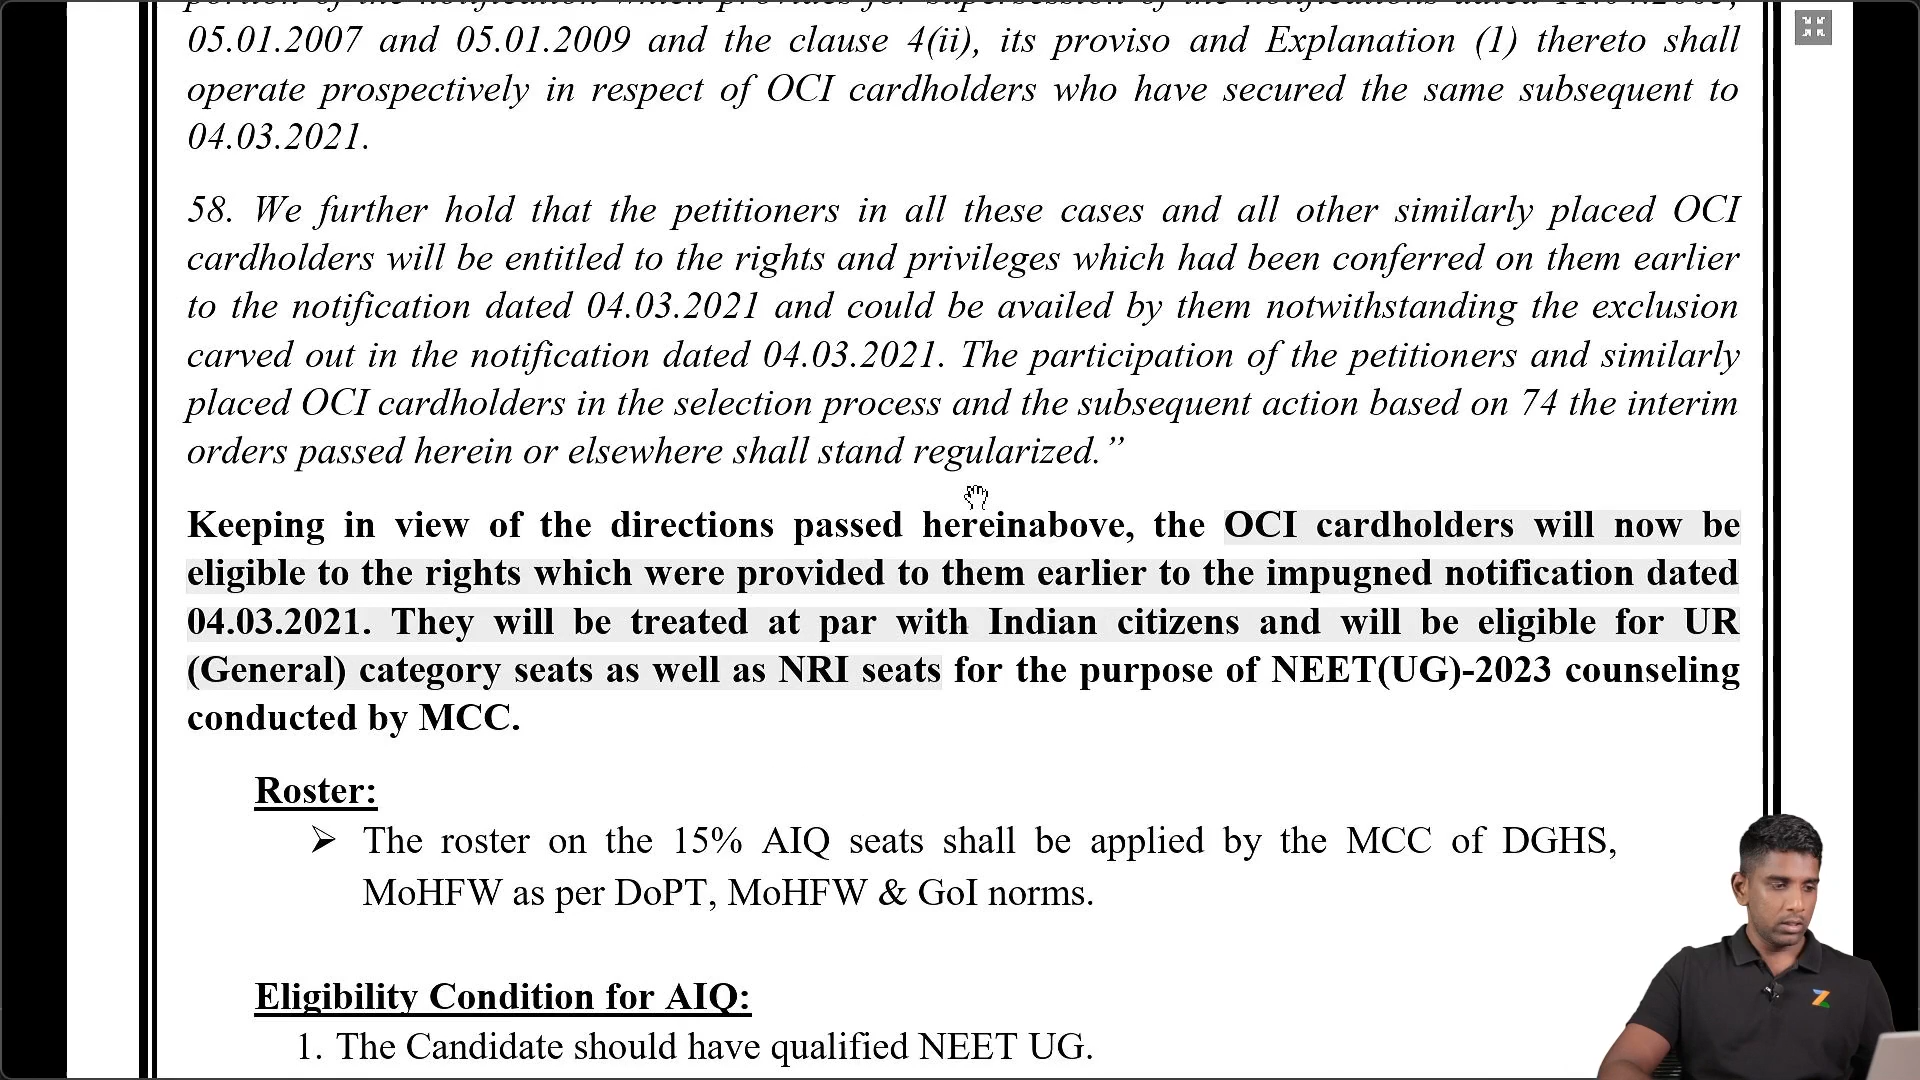 05.01.2007 and 05.01.2009 and the clause 4(ii), its proviso and Explanation (1) thereto shall
operate prospectively in respect of OCI cardholders who have secured the same subsequent to
04.03.2021.
58. We further hold that the petitioners in all these cases and all other similarly placed OCI
cardholders will be entitled to the rights and privileges which had been conferred on them earlier
to the notification dated 04.03.2021 and could be availed by them notwithstanding the exclusion
carved out in the notification dated 04.03.2021. The participation of the petitioners and similarly
placed OCI cardholders in the selection process and the subsequent action based on 74 the interim
orders passed herein or elsewhere shall stand regularized.”
Keeping in view of the directions passed hereinabove, the OCI cardholders will now be
eligible to the rights which were provided to them earlier to the impugned notification dated
04.03.2021. They will be treated at par with Indian citizens and will be eligible for UR
(General) category seats as well as NRI seats for the purpose of NEET(UG)-2023 counseling
conducted by MCC.
Roster:
➢ The roster on the 15% AIQ seats shall be applied by the MCC of DGHS,
MoHFW as per DoPT, MoHFW & GoI norms.
Eligibility Condition for AIQ:
1. The Candidate should have qualified NEET UG.
Z